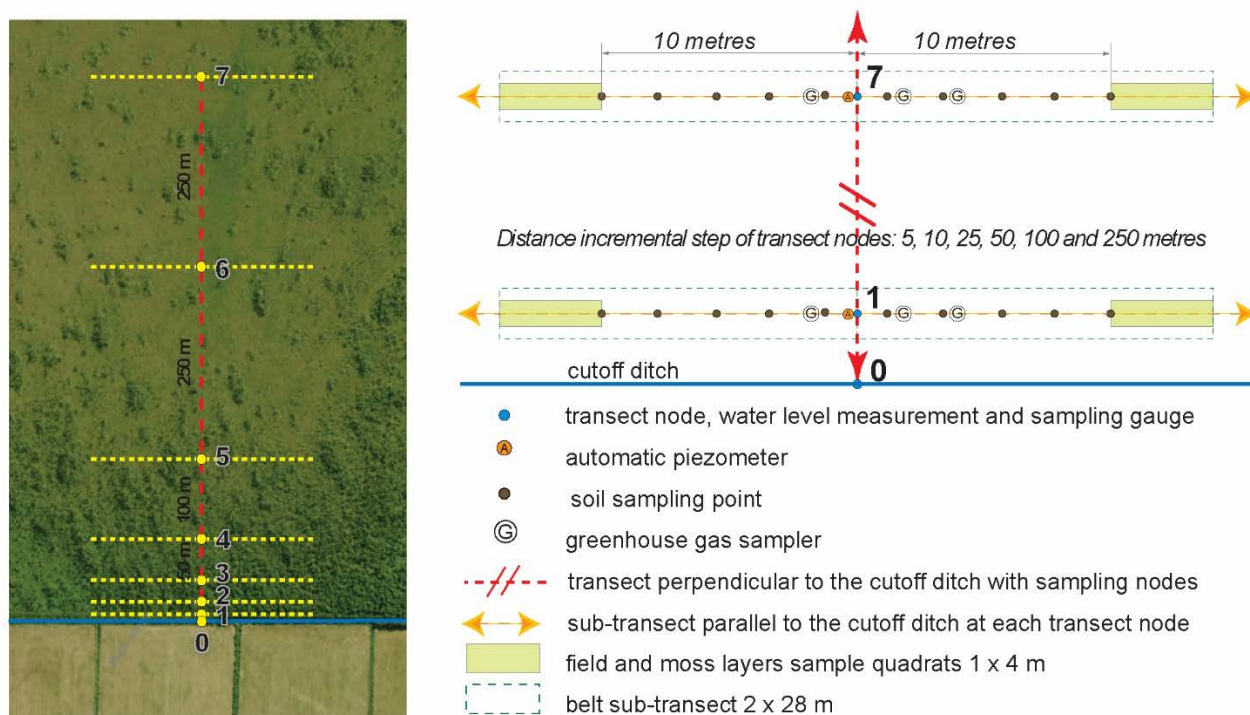 7
250 m
6
250 m
5
100 m
4
50 m
3
2
1
0
10 metres
10 metres
7
G
A
G
G
Distance incremental step of transect nodes: 5, 10, 25, 50, 100 and 250 metres
1
G
A
G
G
cutoff ditch
0
transect node, water level measurement and sampling gauge
A
automatic piezometer
soil sampling point
G
greenhouse gas sampler
transect perpendicular to the cutoff ditch with sampling nodes
sub-transect parallel to the cutoff ditch at each transect node
field and moss layers sample quadrats 1 x 4 m
belt sub-transect 2 x 28 m